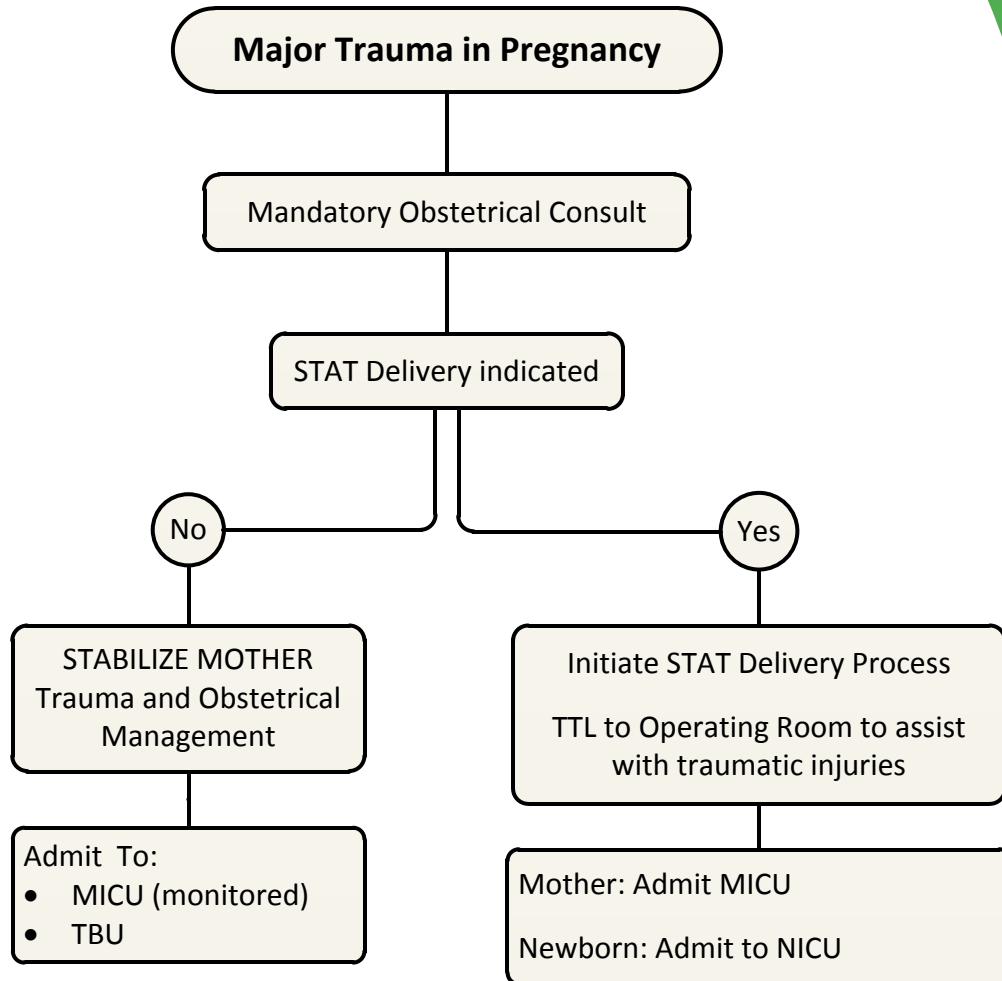 Major Trauma in Pregnancy
Mandatory Obstetrical Consult
STAT Delivery indicated
No
Yes
STABILIZE MOTHER
Trauma and Obstetrical
Management
Initiate STAT Delivery Process
TTL to Operating Room to assist
with traumatic injuries
Admit To:
• MICU (monitored)
• TBU
Mother: Admit MICU
Newborn: Admit to NICU